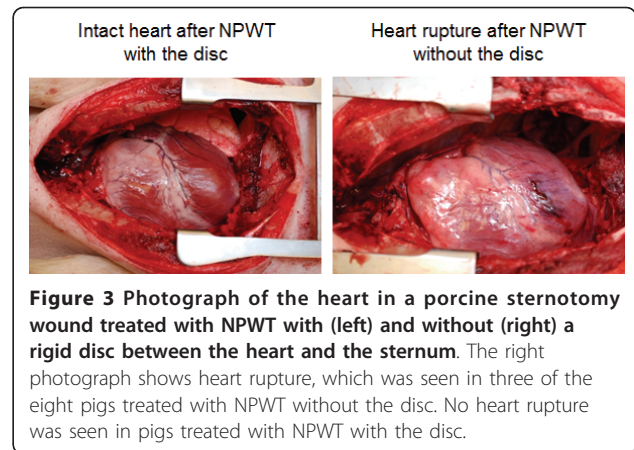 Intact heart after NPWT
with the disc
Heart rupture after NPWT
without the disc
Figure 3 Photograph of the heart in a porcine sternotomy
wound treated with NPWT with (left) and without (right) a
rigid disc between the heart and the sternum. The right
photograph shows heart rupture, which was seen in three of the
eight pigs treated with NPWT without the disc. No heart rupture
was seen in pigs treated with NPWT with the disc.